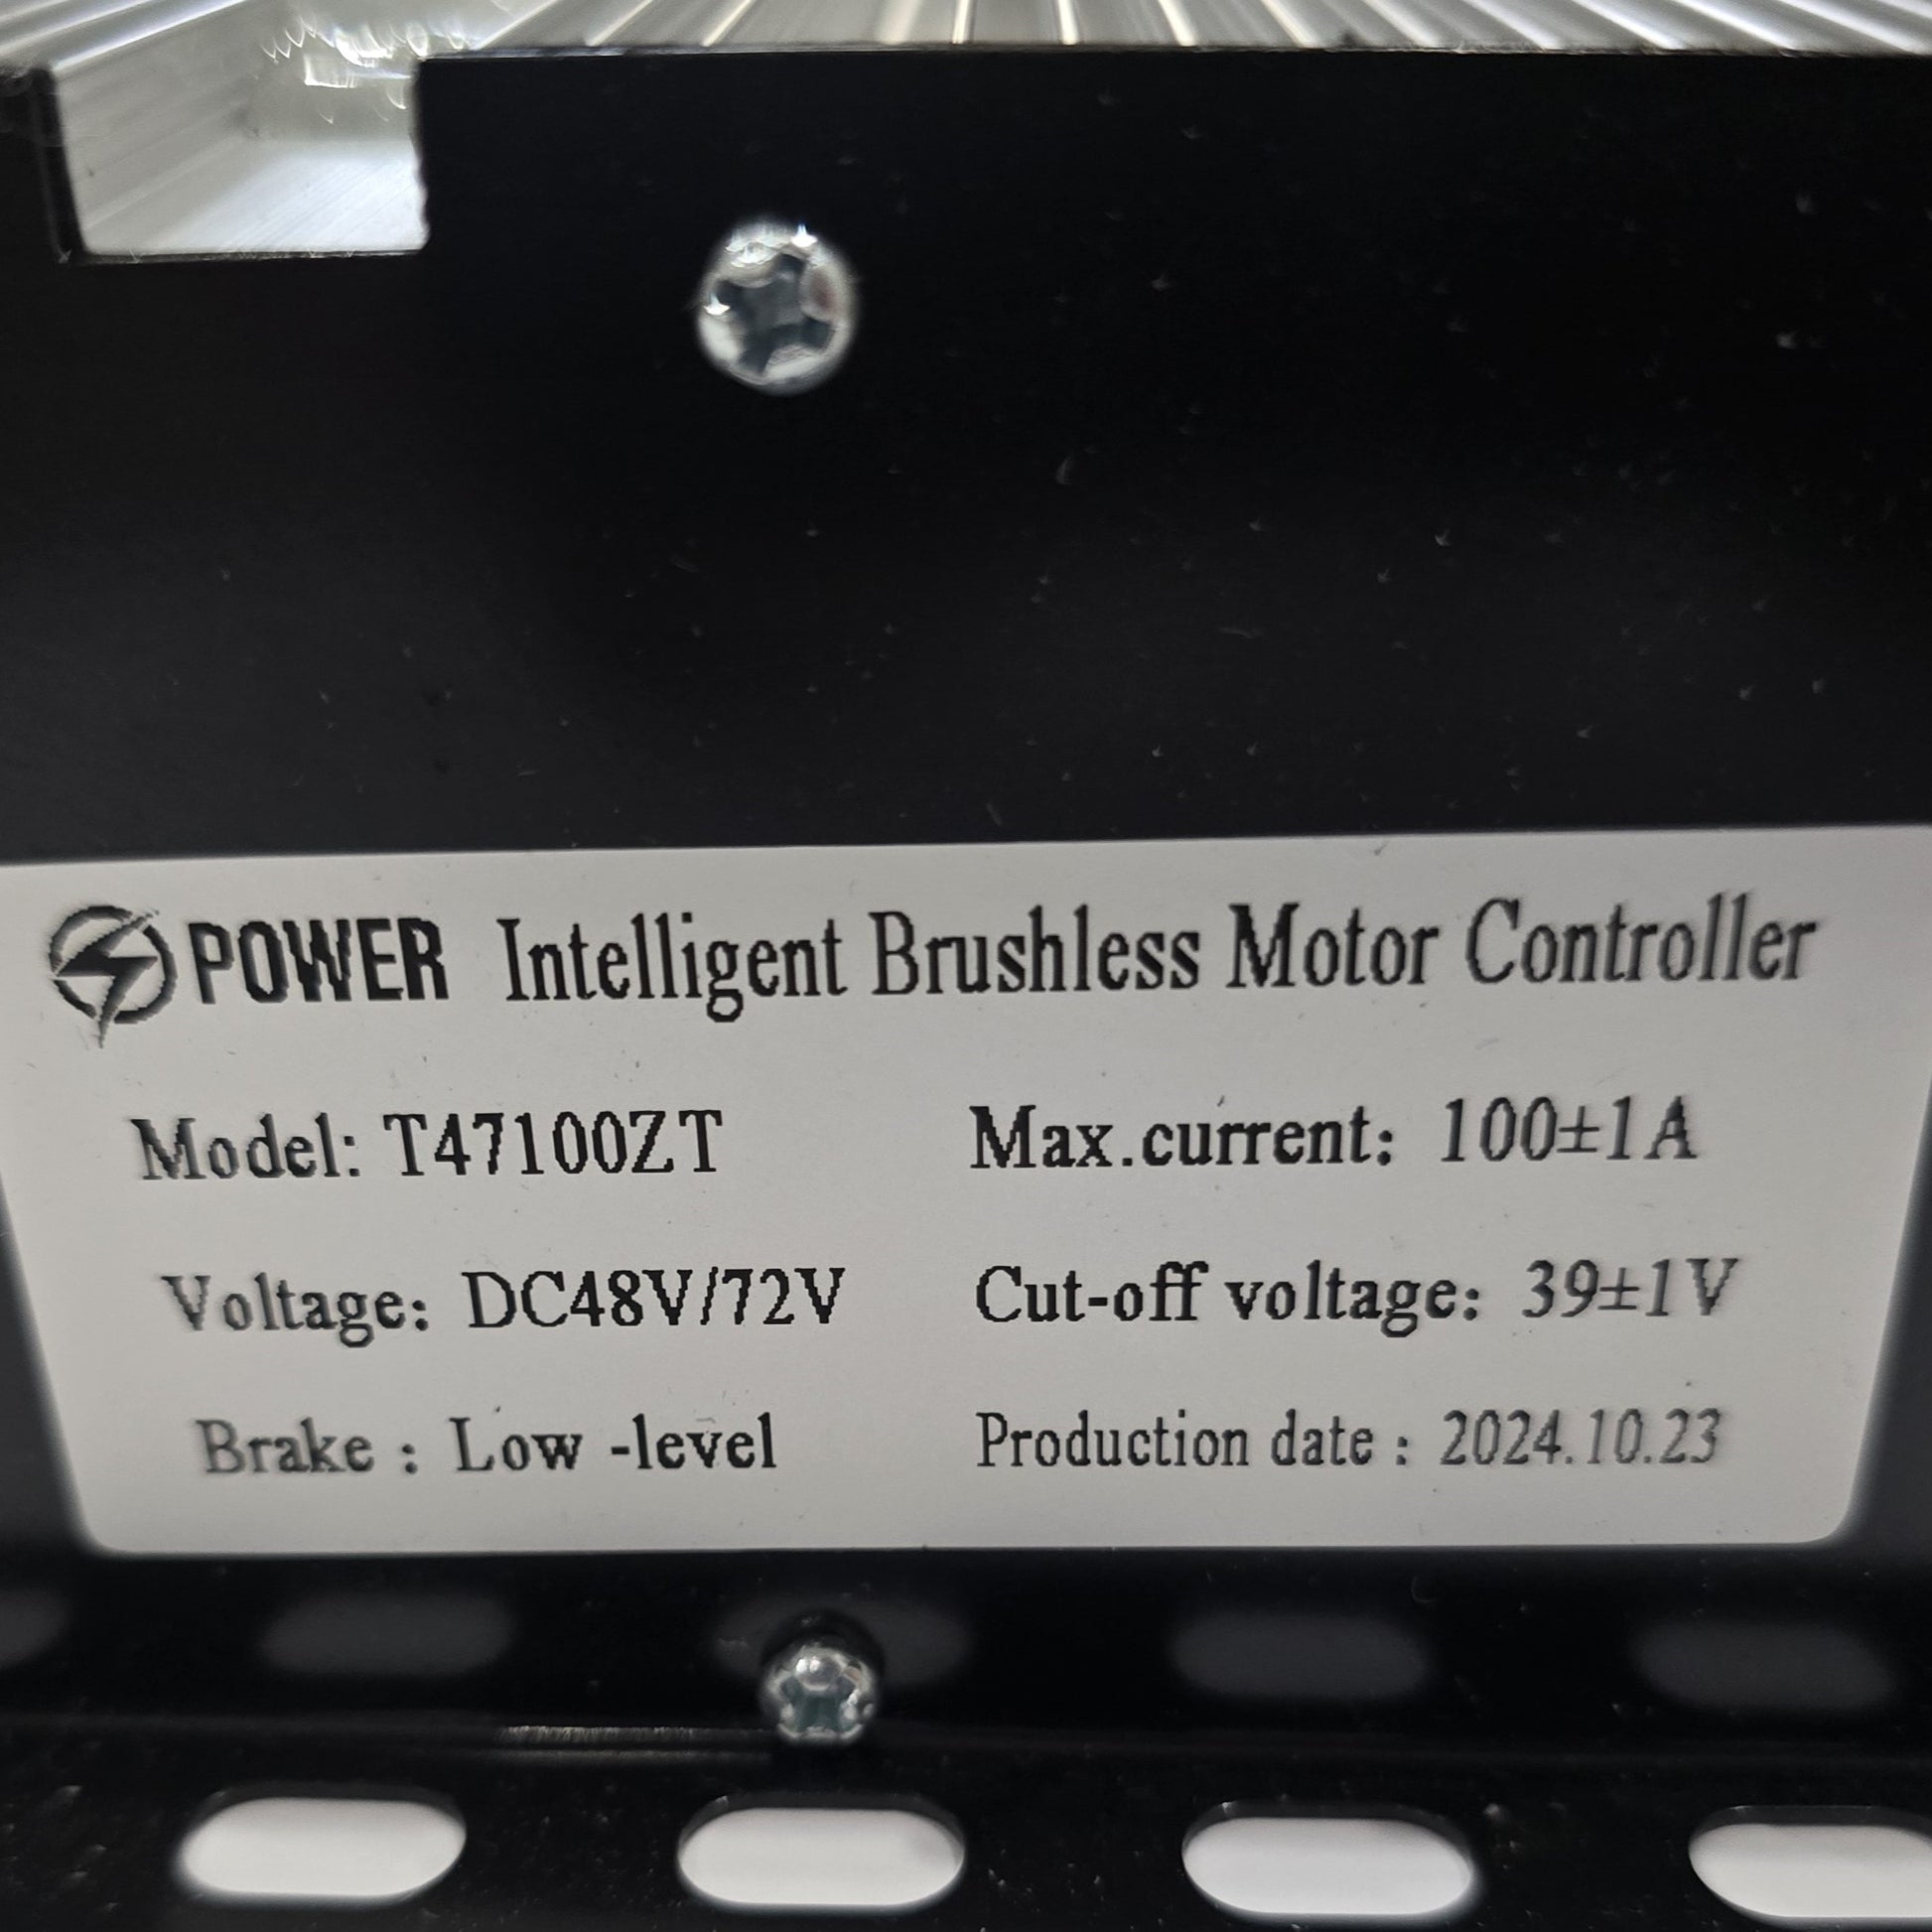 POWER Intelligent Brushless Motor Controller
Model: T47100ZT Max.current: 100±1A
Voltage: DC48V/72V Cut-off voltage: 39±1V
Brake : Low -level Production date : 2024.10.23